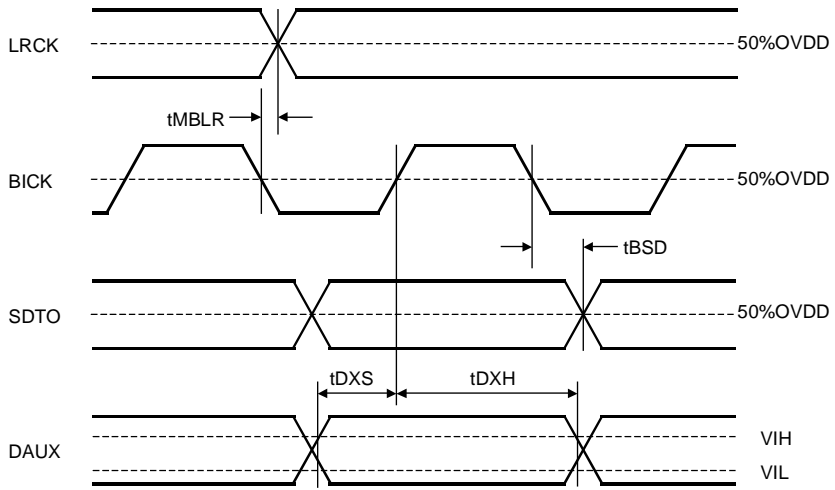 LRCK
50%OVDD
tMBLR
BICK
50%OVDD
tBSD
SDTO
50%OVDD
tDXS
tDXH
DAUX
VIH
VIL